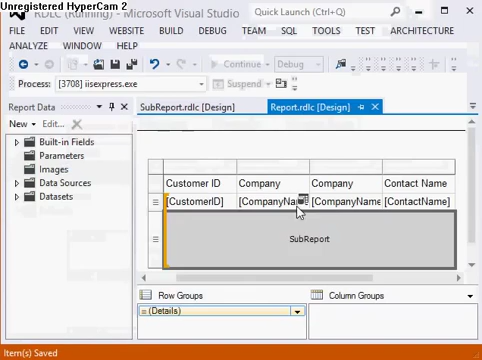 Unregistered HyperCam 2
RDLC (Running) - Microsoft Visual Studio
Quick Launch (Ctrl+Q)
FILE EDIT VIEW WEBSITE BUILD DEBUG TEAM SQL TOOLS TEST ARCHITECTURE
ANALYZE WINDOW HELP
Continue Debug
Process: [3708] iisexpress.exe Suspend
Report Data
SubReport.rdlc [Design] Report.rdlc [Design]
New Edit...
Built-in Fields
Parameters
Images
Data Sources
Datasets
Customer ID Company Company Contact Name
[CustomerID] [CompanyNa [CompanyName [ContactName]
SubReport
Row Groups Column Groups
(Details)
Item(s) Saved